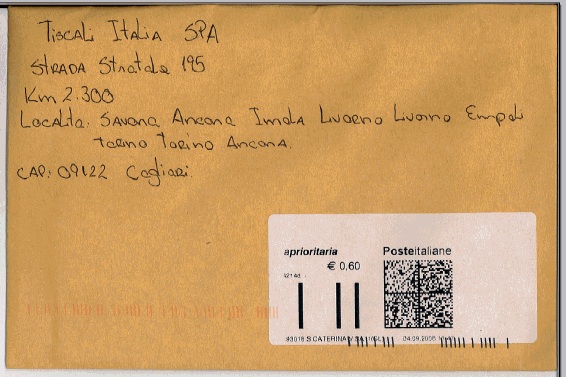 Tiscali Italia SPA
STRADA Statale 195
Km 2.300
Località: SAVONA Ancona Imola Livorno Livorno Empoli
Torino Torino Ancona.
CAP: 09122 Cagliari.
aprioritaria Posteitaliane
€ 0,60